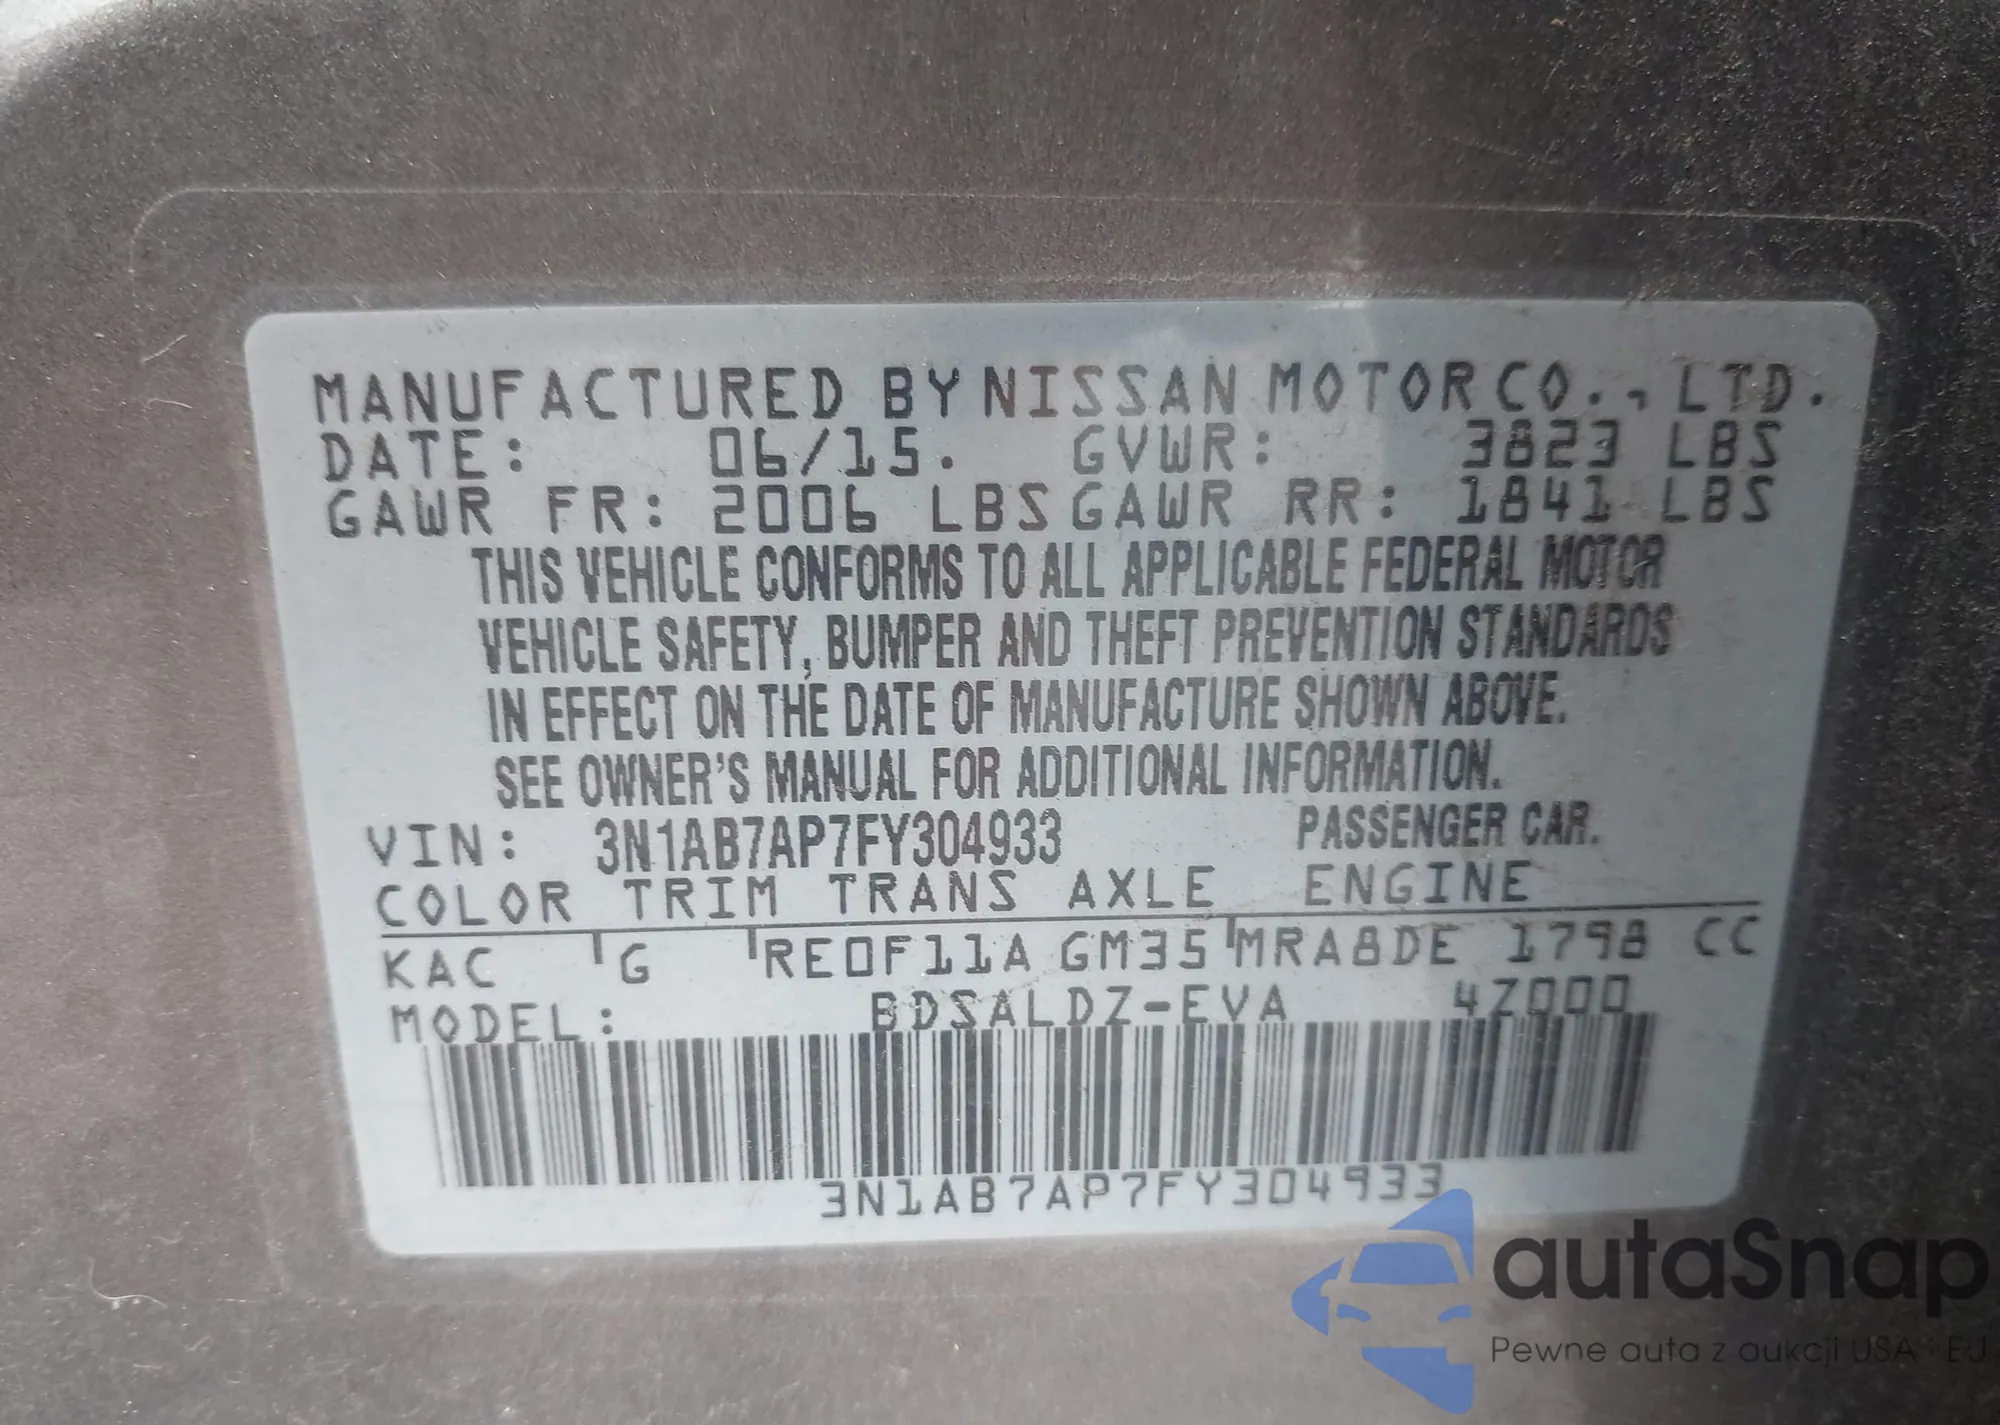 MANUFACTURED BY NISSAN MOTOR CO., LTD.
DATE: 06/15. GVWR: 3823 LBS
GAWR FR: 2006 LBS GAWR RR: 1841 LBS
THIS VEHICLE CONFORMS TO ALL APPLICABLE FEDERAL MOTOR
VEHICLE SAFETY, BUMPER AND THEFT PREVENTION STANDARDS
IN EFFECT ON THE DATE OF MANUFACTURE SHOWN ABOVE.
SEE OWNER'S MANUAL FOR ADDITIONAL INFORMATION.
VIN: 3N1AB7AP7FY304933 PASSENGER CAR.
COLOR TRIM TRANS AXLE ENGINE
KAC G RE0F11A GM35 MRA8DE 1798 CC
MODEL: BDSALDZ-EVA 4Z000
3N1AB7AP7FY304933
autaSnap
Pewne auta z aukcji USA i EU